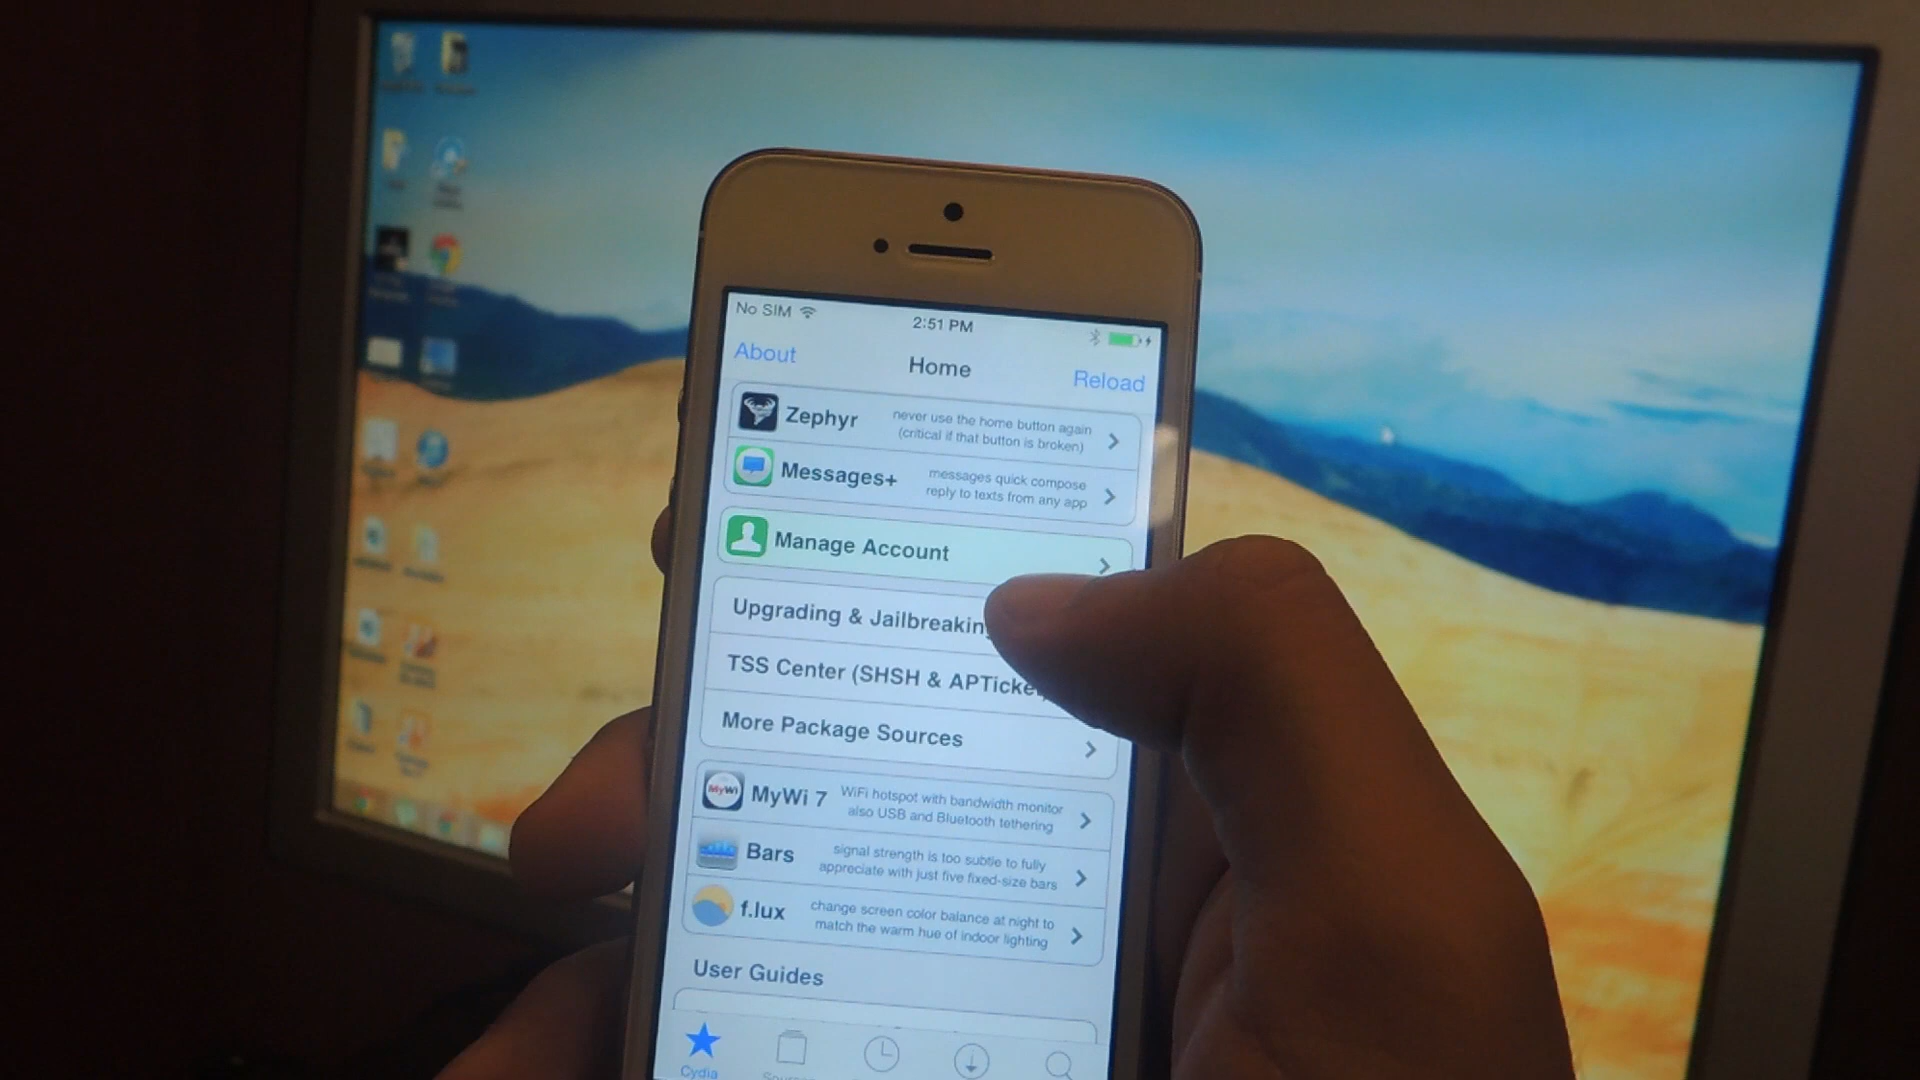 No SIM
2:51 PM
About
Home
Reload
Zephyr
never use the home button again
(critical if that button is broken)
Messages+
messages quick compose
reply to texts from any app
Manage Account
Upgrading & Jailbreaking
TSS Center (SHSH & APTicket)
More Package Sources
MyWi
MyWi 7
WiFi hotspot with bandwidth monitor
also USB and Bluetooth tethering
Bars
signal strength is too subtle to fully
appreciate with just five fixed-size bars
f.lux
change screen color balance at night to
match the warm hue of indoor lighting
User Guides
Cydia